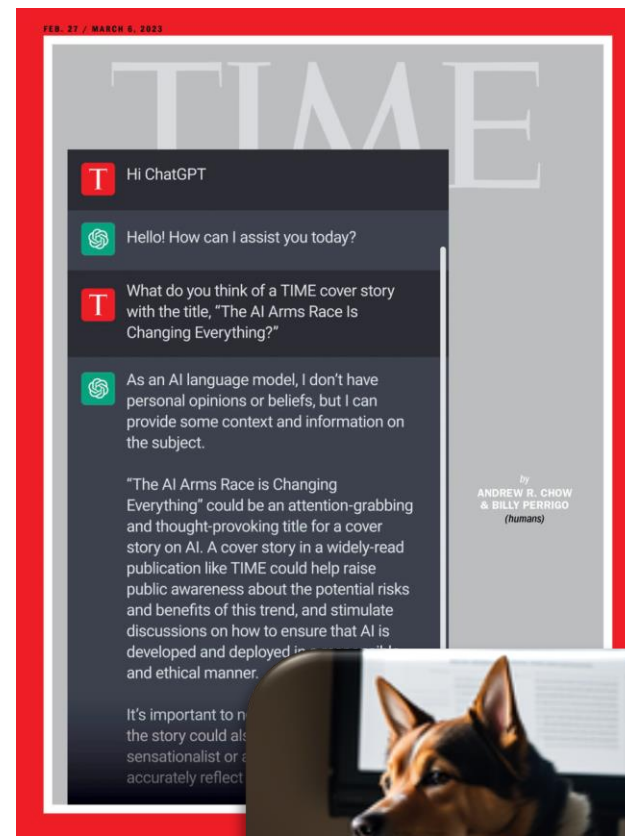 FEB. 27 / MARCH 6, 2023
TIME
T Hi ChatGPT
Hello! How can I assist you today?
T What do you think of a TIME cover story
with the title, “The AI Arms Race Is
Changing Everything?”
As an AI language model, I don’t have
personal opinions or beliefs, but I can
provide some context and information on
the subject.
“The AI Arms Race is Changing
Everything” could be an attention-grabbing
and thought-provoking title for a cover
story on AI. A cover story in a widely-read
publication like TIME could help raise
public awareness about the potential risks
and benefits of this trend, and stimulate
discussions on how to ensure that AI is
developed and deployed
and ethical manner.
It’s important to
the story could
sensationalist or
accurately reflect
by
ANDREW R. CHOW
& BILLY PERRIGO
(humans)